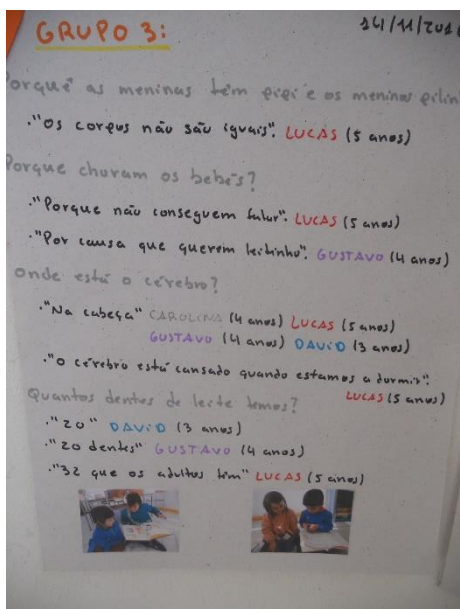 GRUPO 3:
14/11/201
Porquê as meninas têm pipi e os meninos pilin
."Os corpos não são iguais". LUCAS (5 anos)
Porque choram os bebés?
."Porque não conseguem falar". LUCAS (5 anos)
."Por causa que querem leitinho". GUSTAVO (4 anos)
Onde está o cérebro?
."Na cabeça" CAROLINA (4 anos) LUCAS (5 anos)
GUSTAVO (4 anos) DAVID (3 anos)
."O cérebro está cansado quando estamos a dormir".
LUCAS (5 anos)
Quantos dentes de leite temos?
."20" DAVID (3 anos)
."20 dentes" GUSTAVO (4 anos)
."32 que os adultos têm" LUCAS (5 anos)